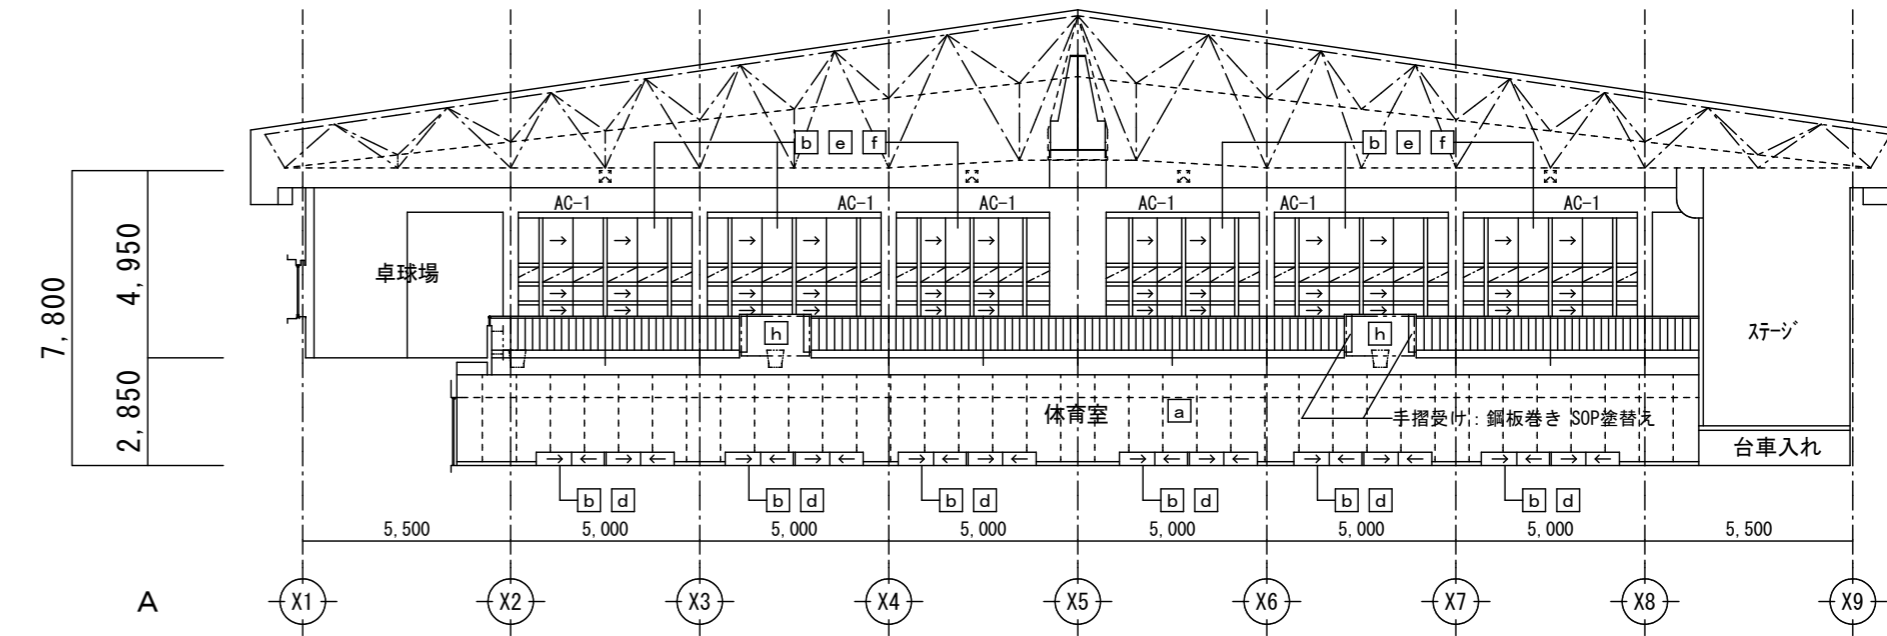 b e f
b e f
AC-1
AC-1
AC-1
AC-1
AC-1
AC-1
7,800
4,950
2,850
卓球場
ステージ
h
h
体育室
a
手摺受け：鋼板巻き SOP塗替え
台車入れ
b d
b d
b d
b d
b d
b d
5,500
5,000
5,000
5,000
5,000
5,000
5,000
5,500
A
X1
X2
X3
X4
X5
X6
X7
X8
X9